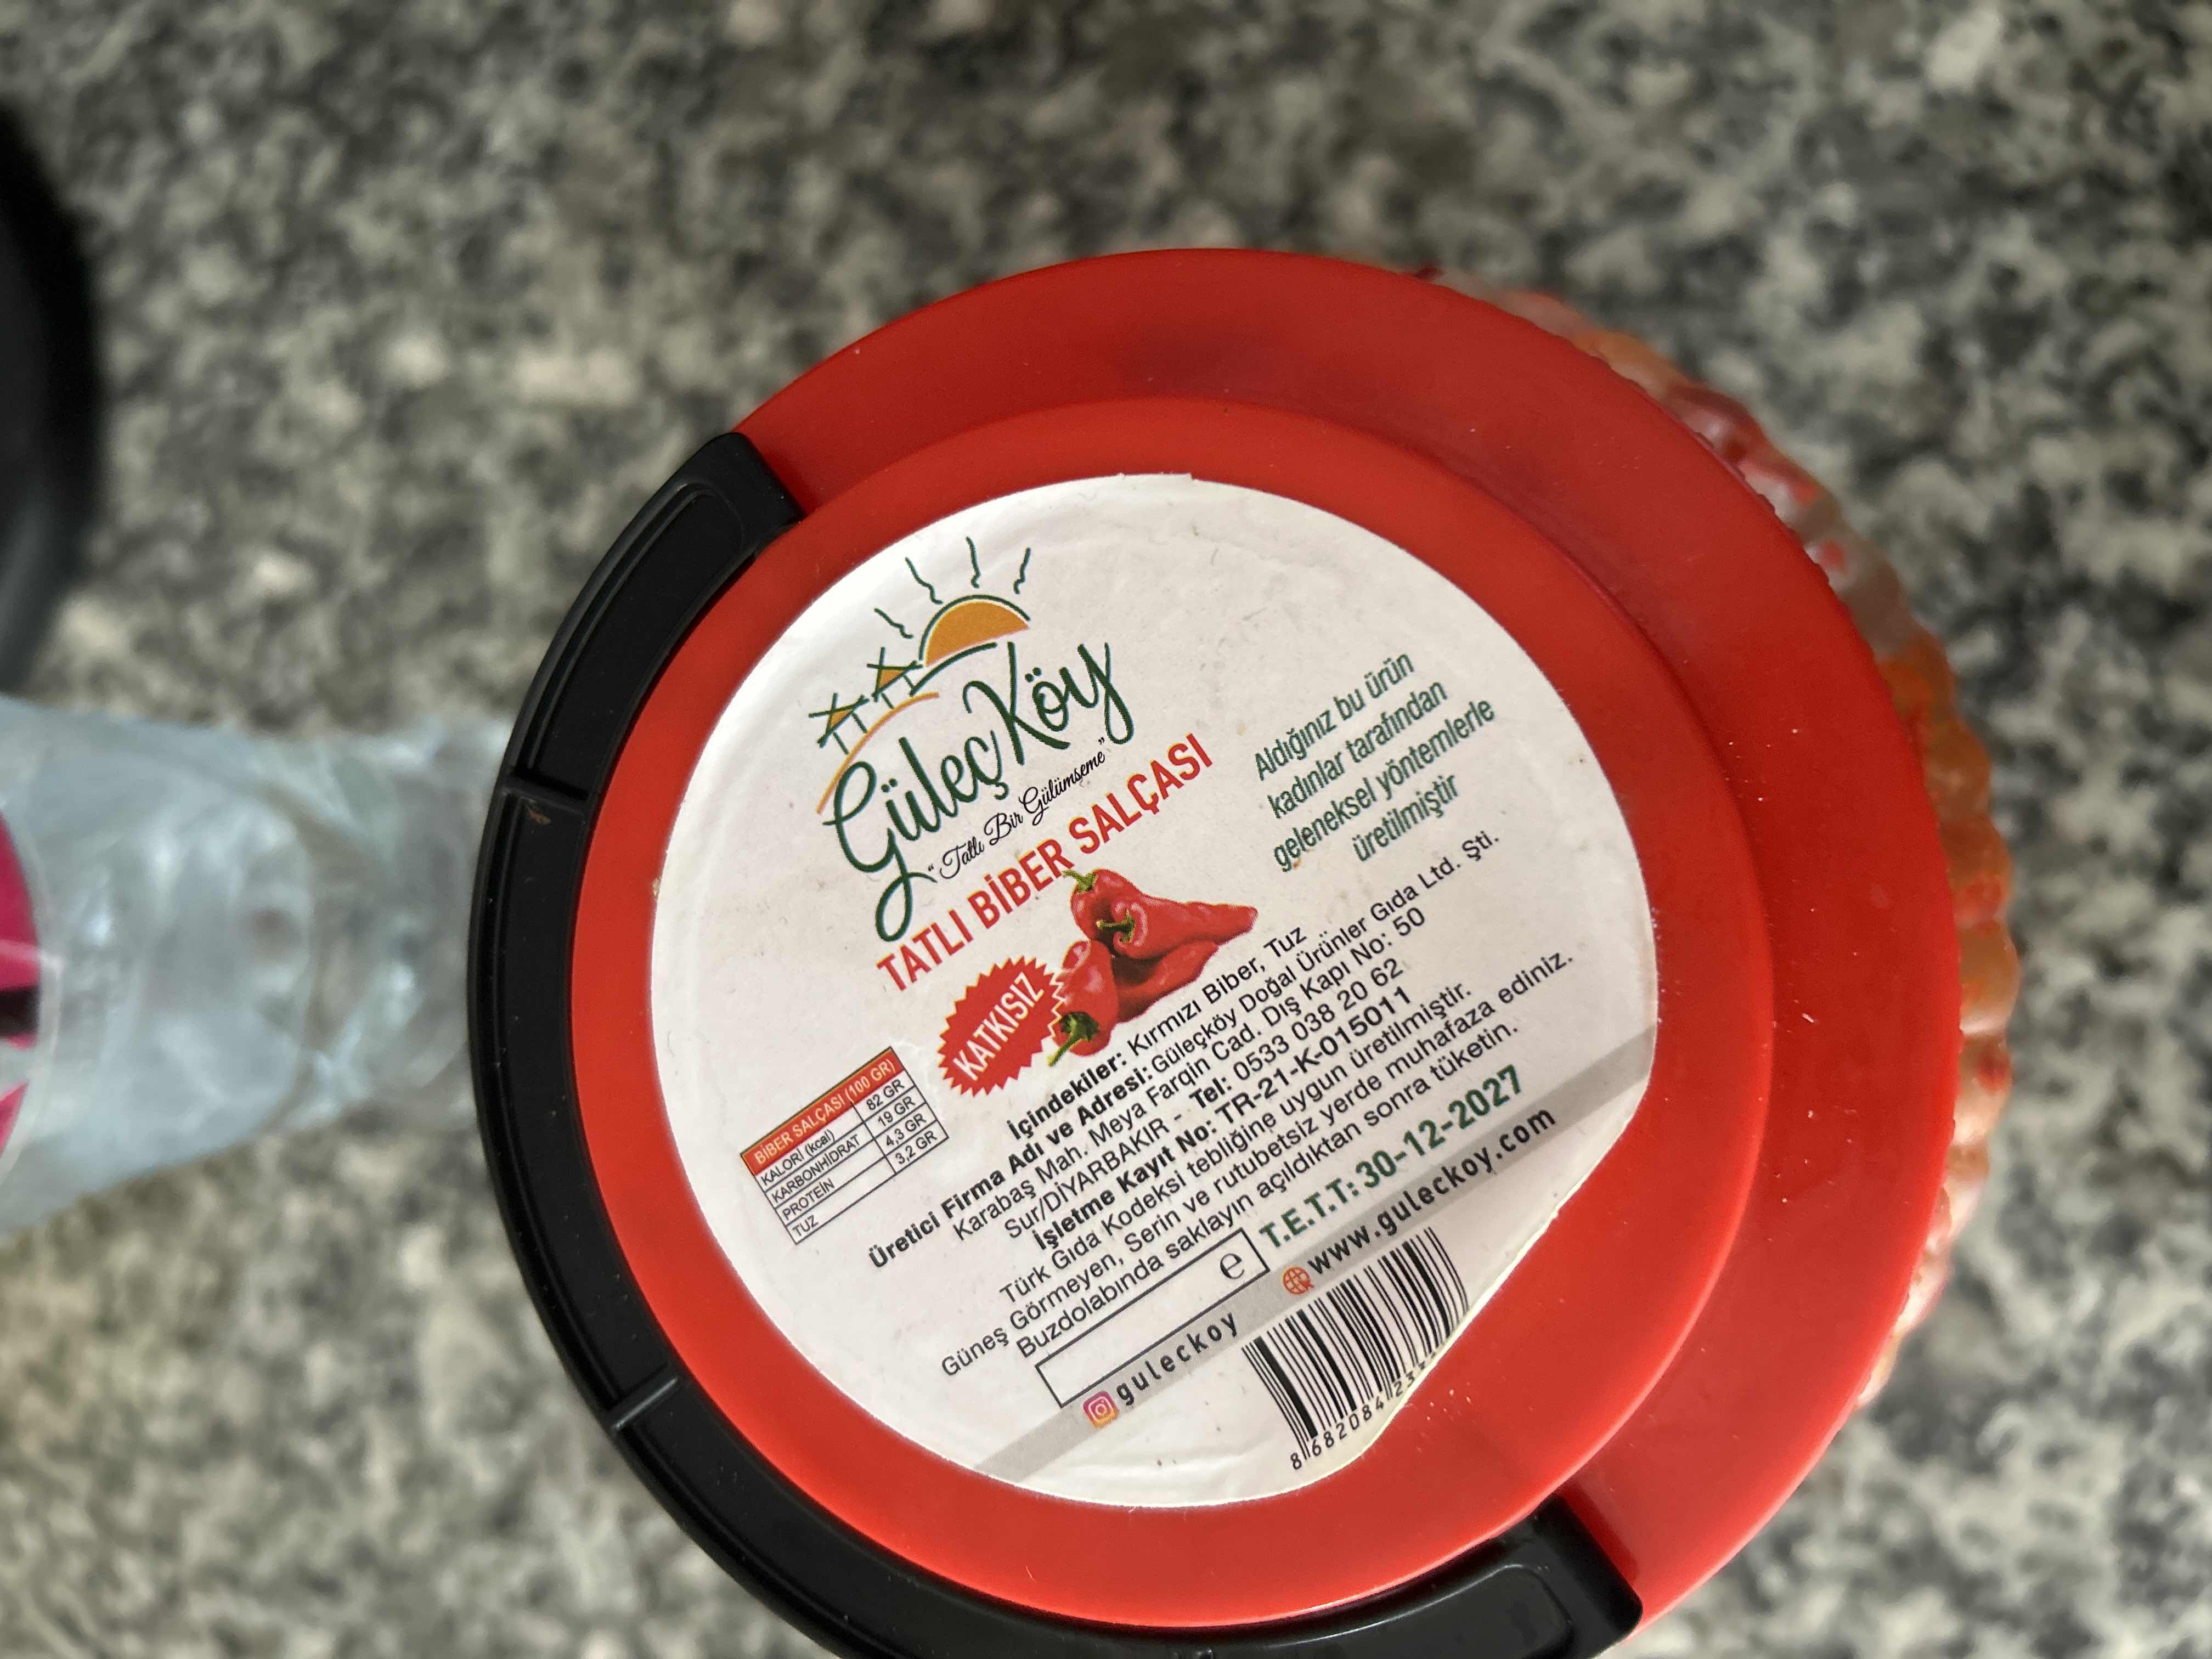 Güleç Köy
“Tatlı Bir Gülümseme”
TATLI BİBER SALÇASI
KATKISIZ
Aldığınız bu ürün
kadınlar tarafından
geleneksel yöntemlerle
üretilmiştir
BİBER SALÇASI (100 GR)
KALORİ (kcal) 82 GR
KARBONHİDRAT 19 GR
PROTEİN 4,3 GR
TUZ 3,2 GR
İçindekiler: Kırmızı Biber, Tuz
Üretici Firma Adı ve Adresi: Güleçköy Doğal Ürünler Gıda Ltd. Şti.
Karabaş Mah. Meya Farqin Cad. Dış Kapı No: 50
Sur/DİYARBAKIR - Tel: 0533 038 20 62
İşletme Kayıt No: TR-21-K-015011
Türk Gıda Kodeksi tebliğine uygun üretilmiştir.
Güneş Görmeyen, Serin ve rutubetsiz yerde muhafaza ediniz.
Buzdolabında saklayın açıldıktan sonra tüketin.
e
T.E.T.T: 30-12-2027
guleckoy
www.guleckoy.com